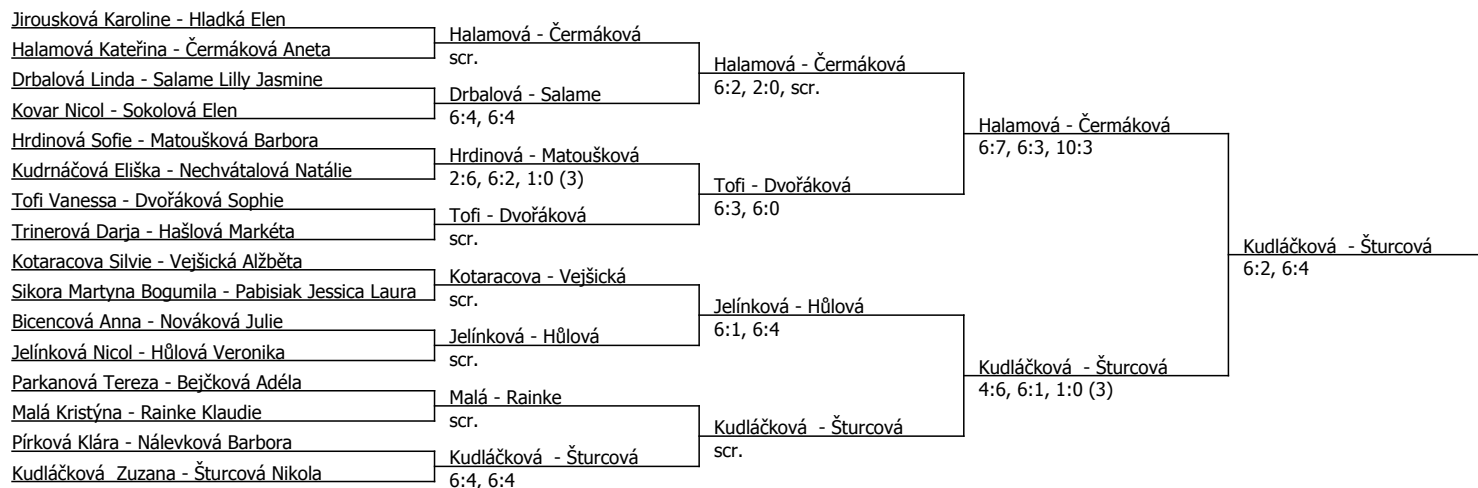 Jirousková Karoline - Hladká Elen
Halamová Kateřina - Čermáková Aneta
Drbalová Linda - Salame Lilly Jasmine
Kovar Nicol - Sokolová Elen
Hrdinová Sofie - Matoušková Barbora
Kudrnáčová Eliška - Nechvátalová Natálie
Tofi Vanessa - Dvořáková Sophie
Trinerová Darja - Hašlová Markéta
Kotaracova Silvie - Vejšická Alžběta
Sikora Martyna Bogumila - Pabisiak Jessica Laura
Bicencová Anna - Nováková Julie
Jelínková Nicol - Hůlová Veronika
Parkanová Tereza - Bejčková Adéla
Malá Kristýna - Rainke Klaudie
Pírková Klára - Nálevková Barbora
Kudláčková  Zuzana - Šturcová Nikola
Halamová - Čermáková
scr.
Drbalová - Salame
6:4, 6:4
Hrdinová - Matoušková
2:6, 6:2, 1:0 (3)
Tofi - Dvořáková
scr.
Kotaracova - Vejšická
scr.
Jelínková - Hůlová
scr.
Malá - Rainke
scr.
Kudláčková  - Šturcová
6:4, 6:4
Halamová - Čermáková
6:2, 2:0, scr.
Tofi - Dvořáková
6:3, 6:0
Jelínková - Hůlová
6:1, 6:4
Kudláčková  - Šturcová
scr.
Halamová - Čermáková
6:7, 6:3, 10:3
Kudláčková  - Šturcová
4:6, 6:1, 1:0 (3)
Kudláčková  - Šturcová
6:2, 6:4